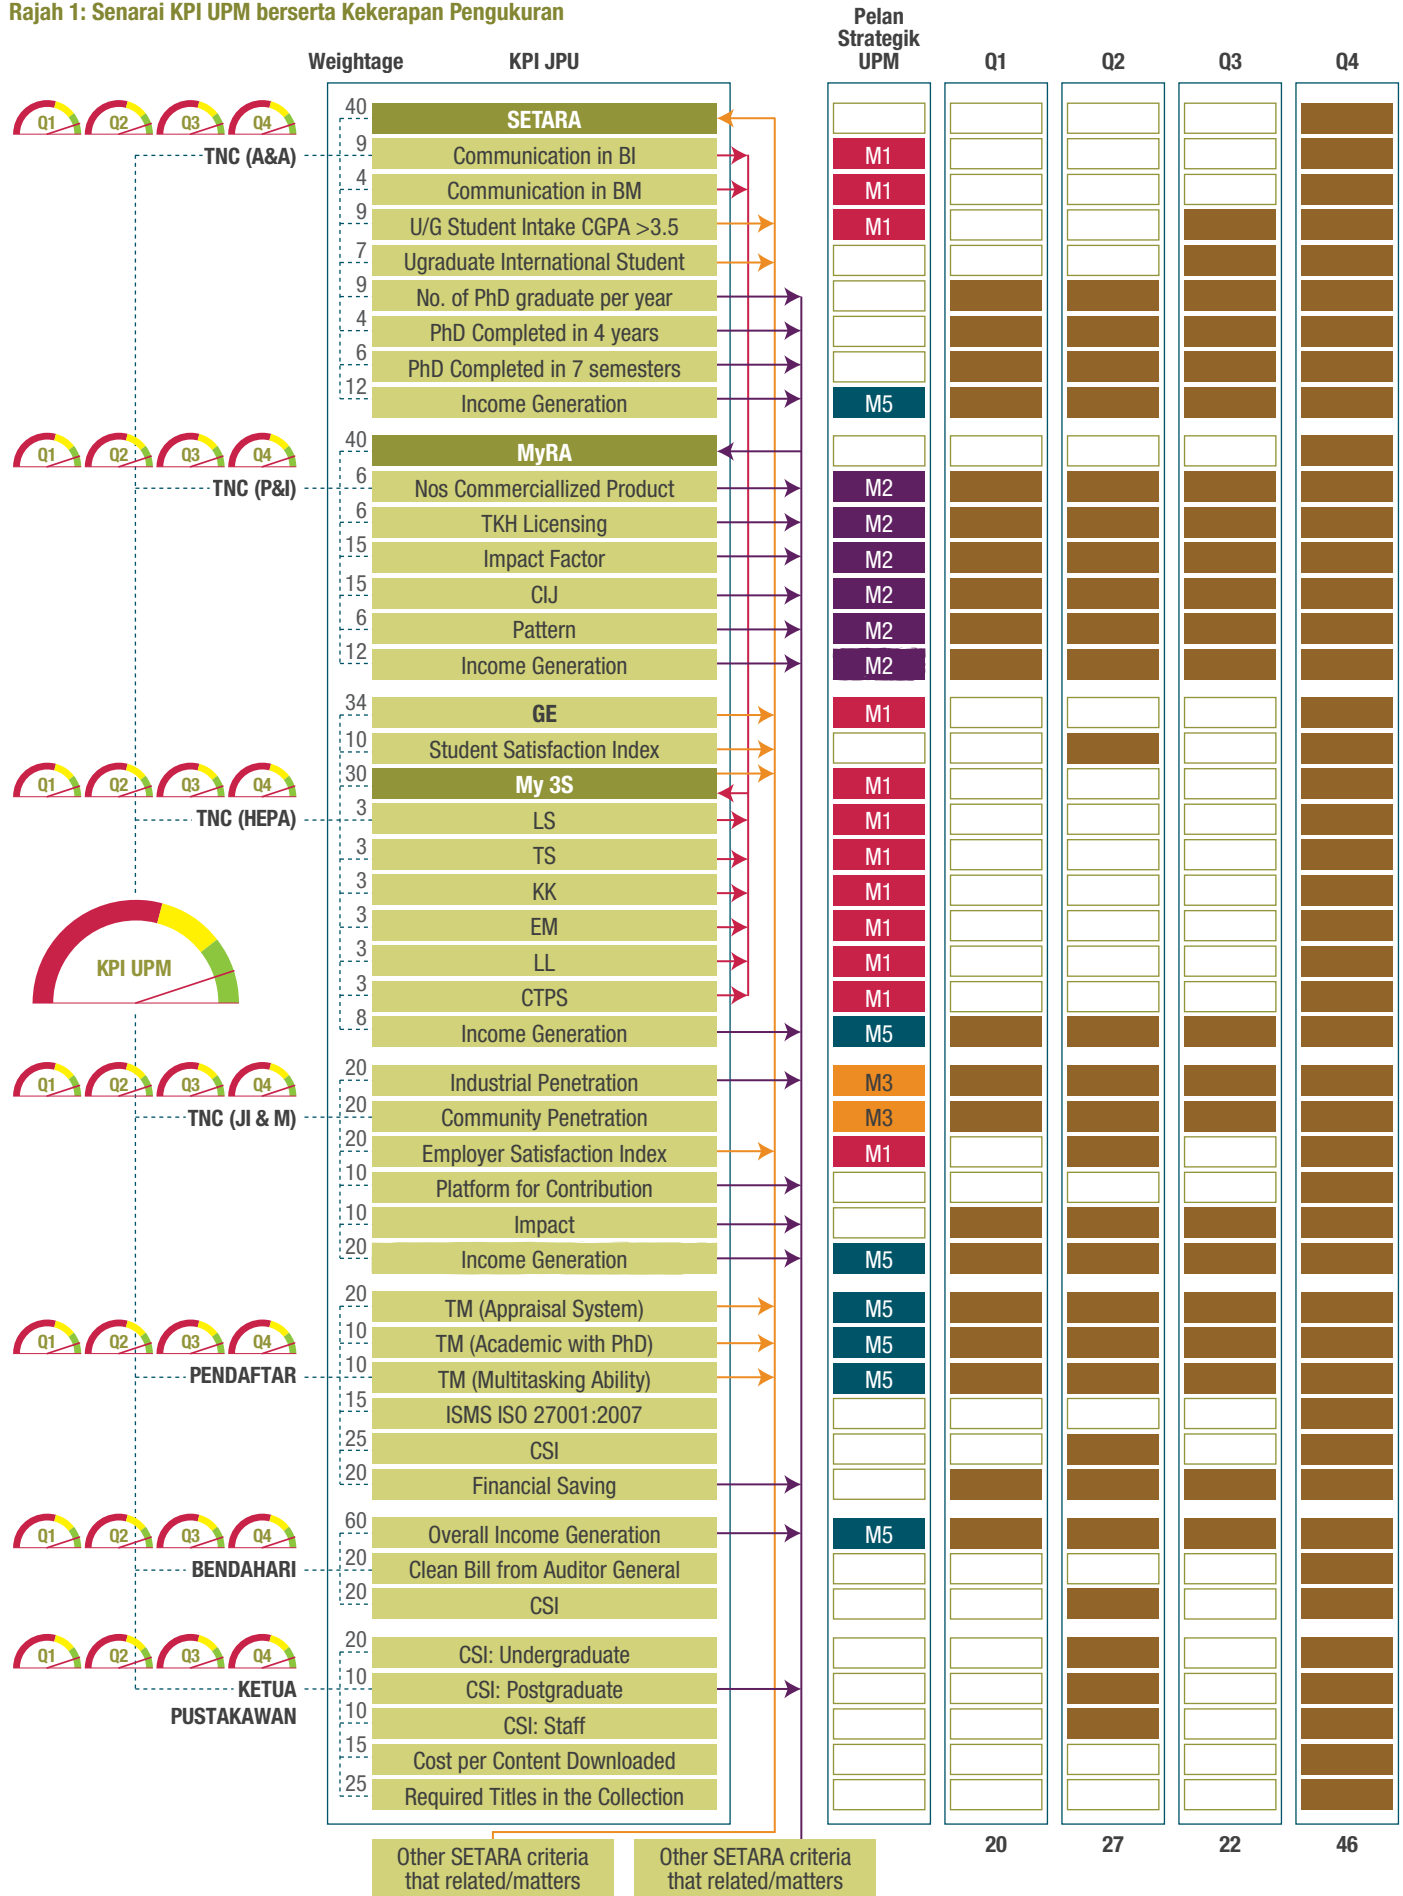 Rajah 1: Senarai KPI UPM berserta Kekerapan Pengukuran
Weightage KPI JPU Pelan Strategik UPM Q1 Q2 Q3 Q4
Q1 Q2 Q3 Q4
40 SETARA
TNC (A&A) 9 Communication in BI M1
4 Communication in BM M1
9 U/G Student Intake CGPA >3.5 M1
7 Ugraduate International Student
9 No. of PhD graduate per year
4 PhD Completed in 4 years
6 PhD Completed in 7 semesters
12 Income Generation M5
Q1 Q2 Q3 Q4
40 MyRA
TNC (P&I) 6 Nos Commerciallized Product M2
6 TKH Licensing M2
15 Impact Factor M2
15 CIJ M2
6 Pattern M2
12 Income Generation M2
34 GE M1
10 Student Satisfaction Index
Q1 Q2 Q3 Q4
30 My 3S M1
TNC (HEPA) 3 LS M1
3 TS M1
3 KK M1
3 EM M1
KPI UPM
3 LL M1
3 CTPS M1
8 Income Generation M5
Q1 Q2 Q3 Q4
20 Industrial Penetration M3
TNC (JI & M) 20 Community Penetration M3
20 Employer Satisfaction Index M1
10 Platform for Contribution
10 Impact
20 Income Generation M5
20 TM (Appraisal System) M5
Q1 Q2 Q3 Q4
10 TM (Academic with PhD) M5
PENDAFTAR 10 TM (Multitasking Ability) M5
15 ISMS ISO 27001:2007
25 CSI
20 Financial Saving
Q1 Q2 Q3 Q4
60 Overall Income Generation M5
BENDAHARI 20 Clean Bill from Auditor General
20 CSI
Q1 Q2 Q3 Q4
20 CSI: Undergraduate
KETUA PUSTAKAWAN 10 CSI: Postgraduate
10 CSI: Staff
15 Cost per Content Downloaded
25 Required Titles in the Collection
20 27 22 46
Other SETARA criteria
that related/matters
Other SETARA criteria
that related/matters